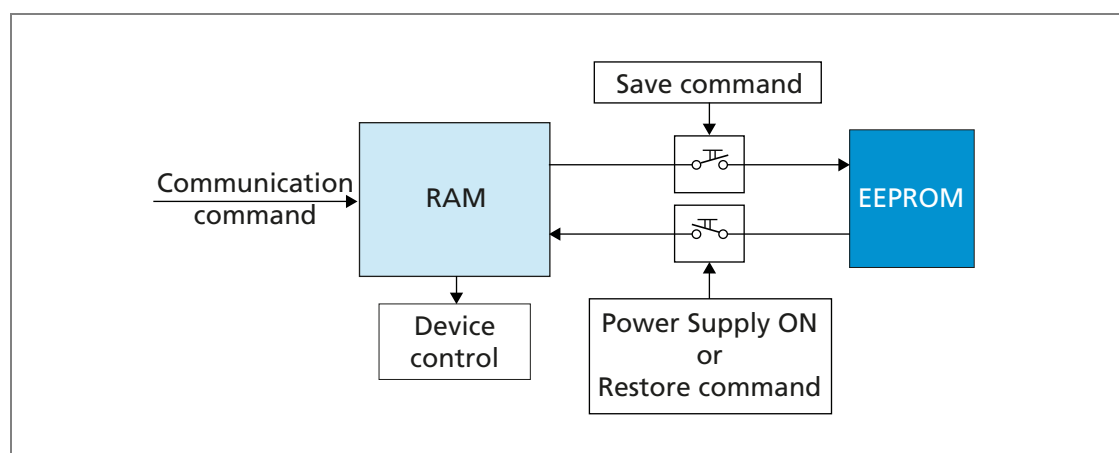 Save command
Communication
command
RAM
EEPROM
Device
control
Power Supply ON
or
Restore command